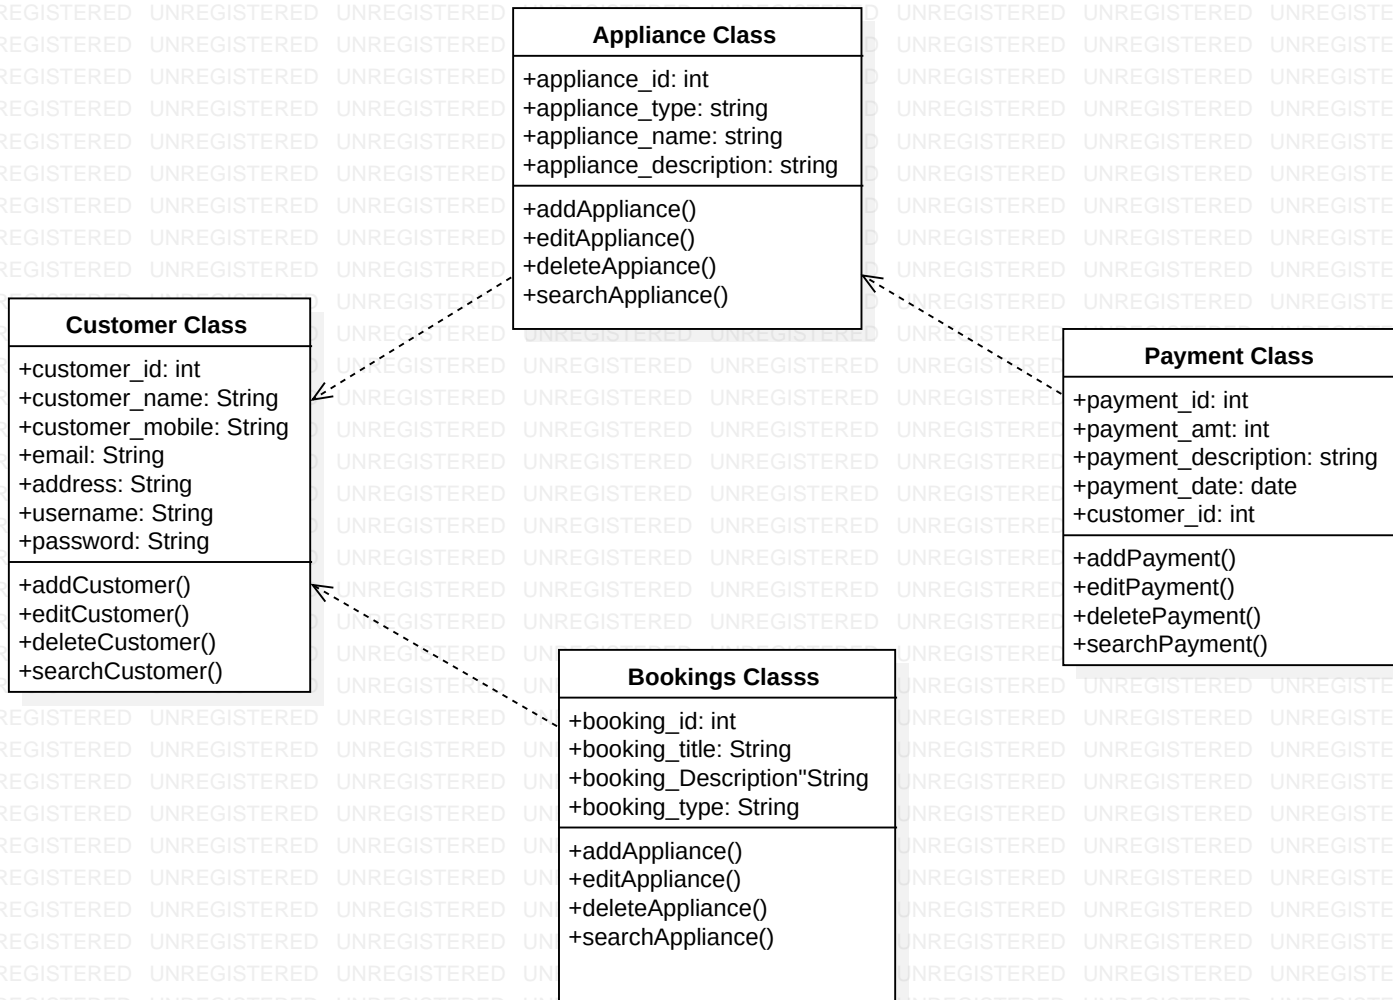 Appliance Class
+appliance_id: int
+appliance_type: string
+appliance_name: string
+appliance_description: string
+addAppliance()
+editAppliance()
+deleteAppiance()
+searchAppliance()
Customer Class
+customer_id: int
+customer_name: String
+customer_mobile: String
+email: String
+address: String
+username: String
+password: String
+addCustomer()
+editCustomer()
+deleteCustomer()
+searchCustomer()
Payment Class
+payment_id: int
+payment_amt: int
+payment_description: string
+payment_date: date
+customer_id: int
+addPayment()
+editPayment()
+deletePayment()
+searchPayment()
Bookings Classs
+booking_id: int
+booking_title: String
+booking_Description"String
+booking_type: String
+addAppliance()
+editAppliance()
+deleteAppliance()
+searchAppliance()
UNREGISTERED